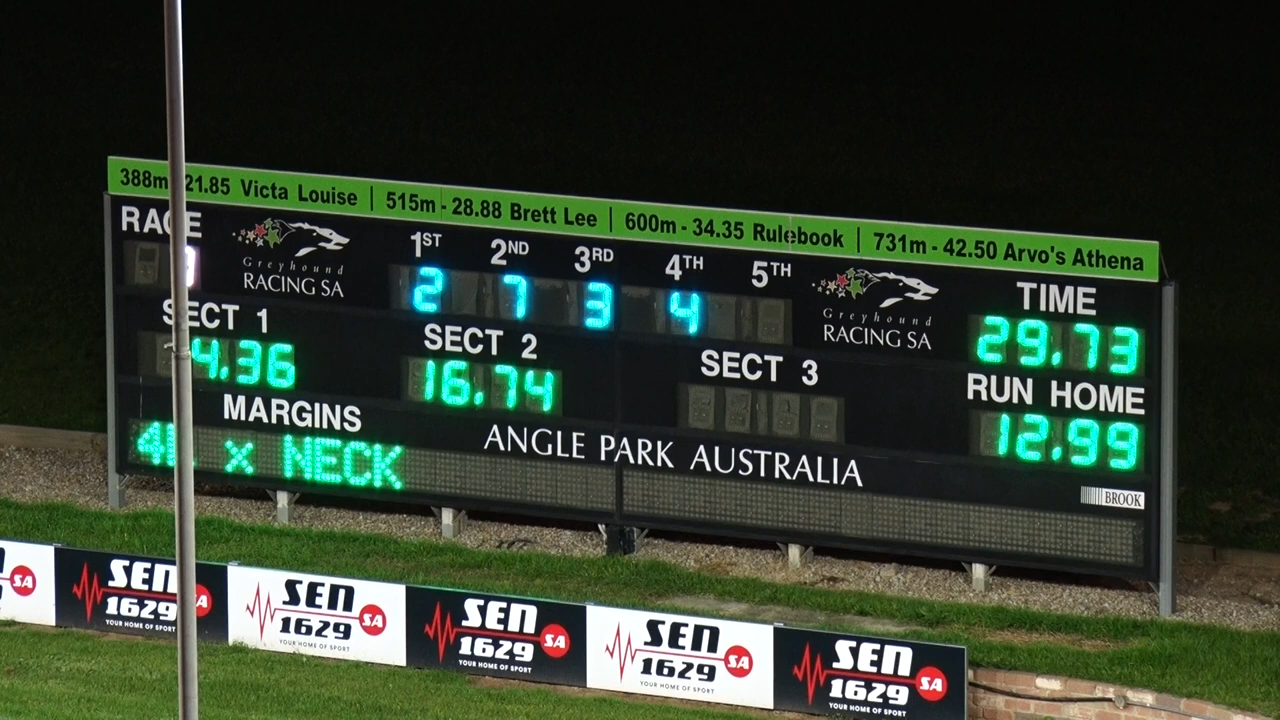 388m 21.85 Victa Louise | 515m - 28.88 Brett Lee | 600m - 34.35 Rulebook | 731m - 42.50 Arvo's Athena
RACE
Greyhound
RACING SA
1ST 2ND 3RD 4TH 5TH
2 7 3 4
Greyhound
RACING SA
TIME
29.73
SECT 1
4.36
SECT 2
16.74
SECT 3
RUN HOME
12.99
MARGINS
x NECK
ANGLE PARK AUSTRALIA
BROOK
SA
SEN
1629
SA
YOUR HOME OF SPORT
SEN
1629
SA
YOUR HOME OF SPORT
SEN
1629
SA
YOUR HOME OF SPORT
SEN
1629
SA
YOUR HOME OF SPORT
SEN
1629
SA
YOUR HOME OF SPORT